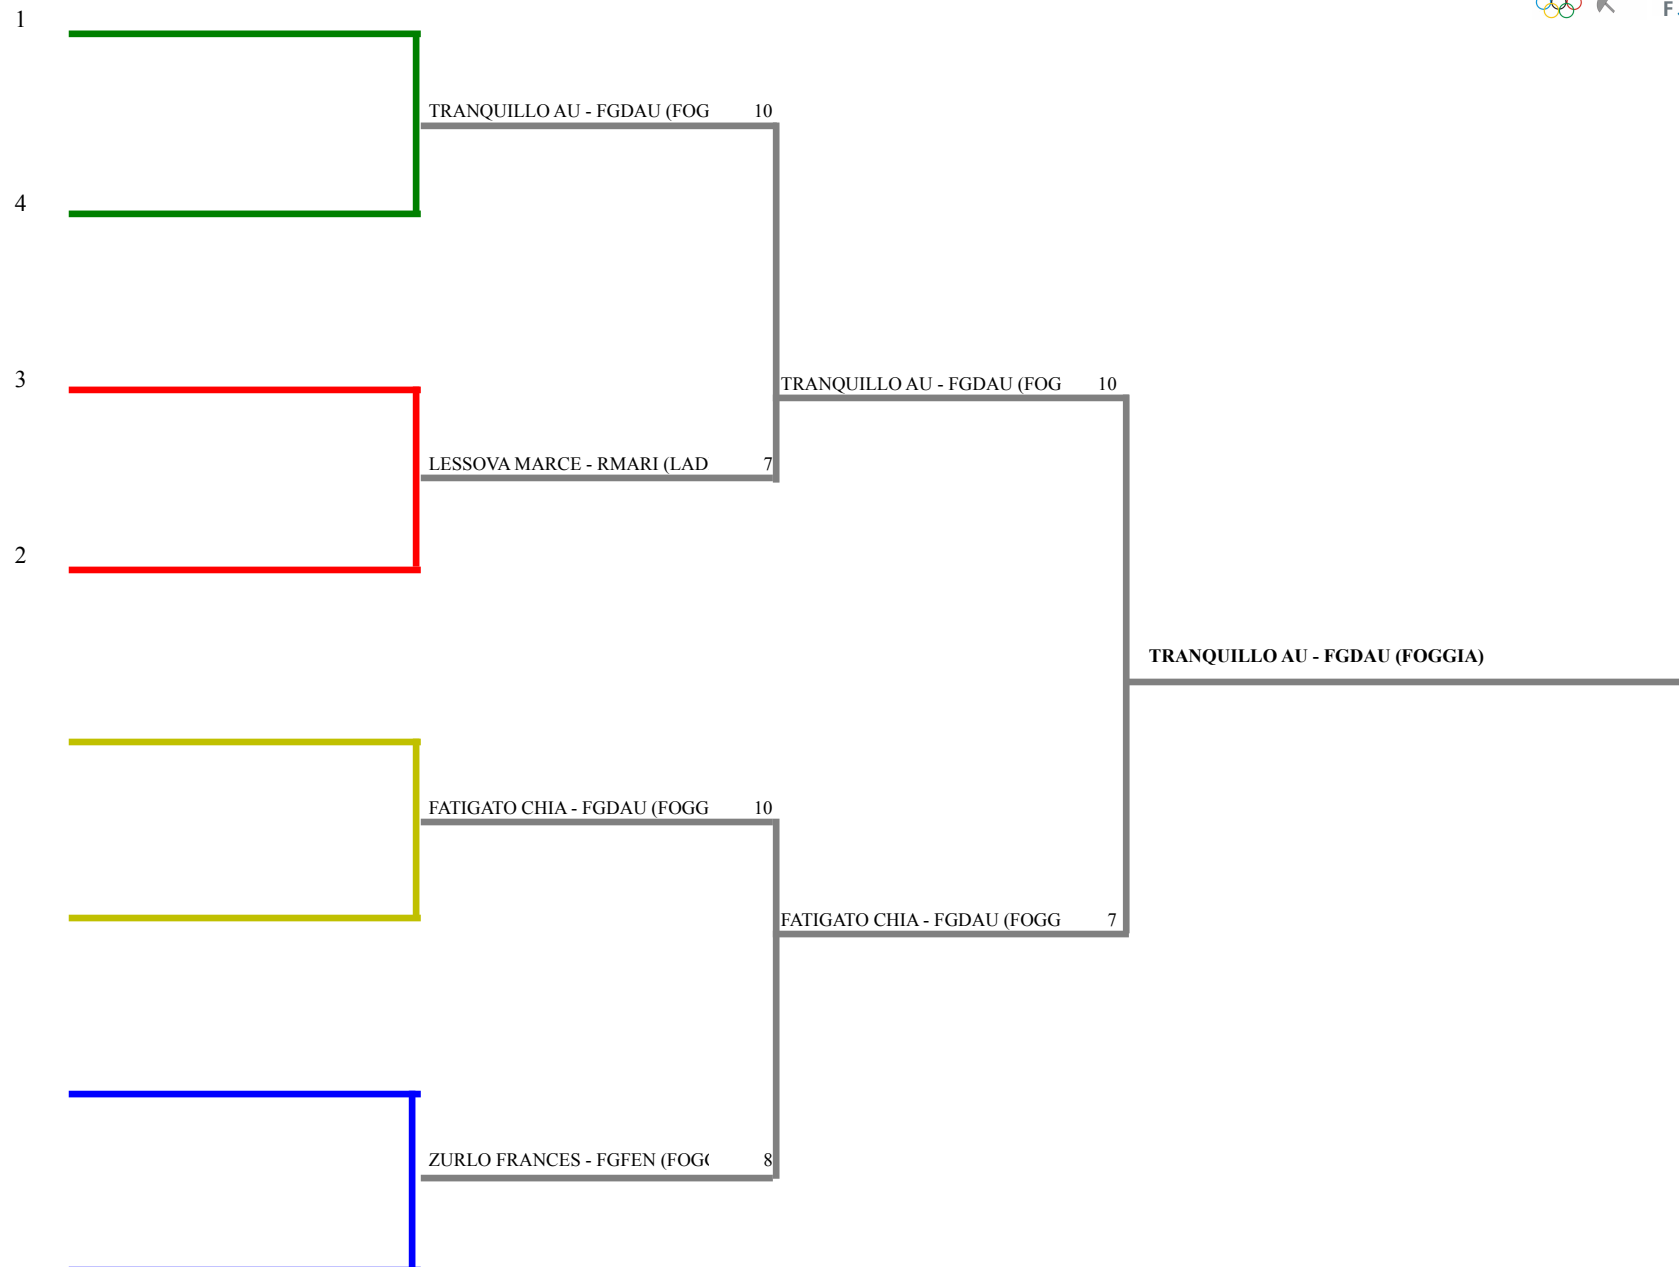 1
F
TRANQUILLO AU - FGDAU (FOG 10
4
3
TRANQUILLO AU - FGDAU (FOG 10
LESSOVA MARCE - RMARI (LAD 7
2
TRANQUILLO AU - FGDAU (FOGGIA)
FATIGATO CHIA - FGDAU (FOGG 10
FATIGATO CHIA - FGDAU (FOGG 7
ZURLO FRANCES - FGFEN (FOG 8